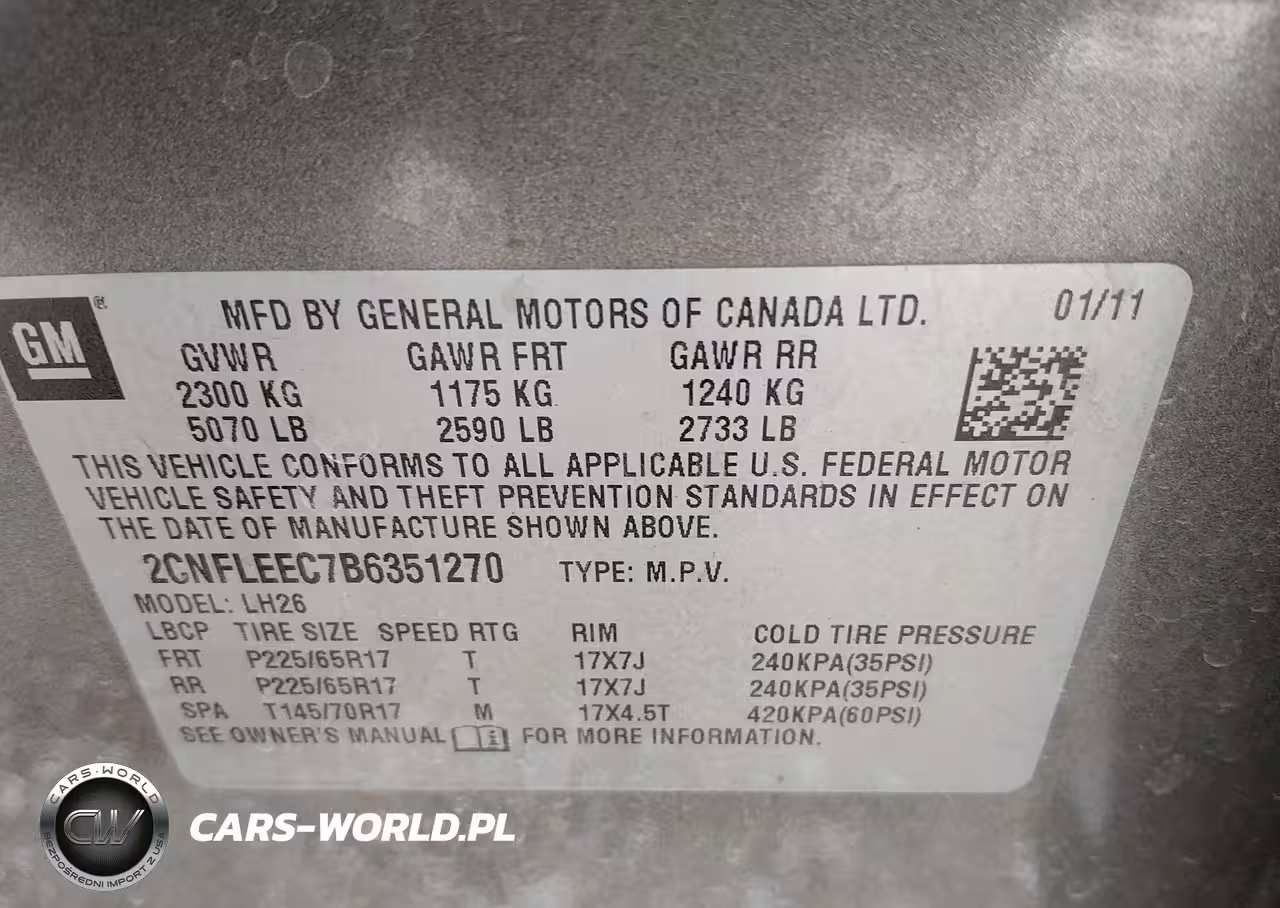 GM®
MFD BY GENERAL MOTORS OF CANADA LTD. 01/11
GVWR GAWR FRT GAWR RR
2300 KG 1175 KG 1240 KG
5070 LB 2590 LB 2733 LB
THIS VEHICLE CONFORMS TO ALL APPLICABLE U.S. FEDERAL MOTOR
VEHICLE SAFETY AND THEFT PREVENTION STANDARDS IN EFFECT ON
THE DATE OF MANUFACTURE SHOWN ABOVE.
2CNFLEEC7B6351270 TYPE: M.P.V.
MODEL: LH26
LBCP TIRE SIZE SPEED RTG RIM COLD TIRE PRESSURE
FRT P225/65R17 T 17X7J 240KPA(35PSI)
RR P225/65R17 T 17X7J 240KPA(35PSI)
SPA T145/70R17 M 17X4.5T 420KPA(60PSI)
SEE OWNER'S MANUAL FOR MORE INFORMATION.
CARS-WORLD
CW
BEZPOŚREDNI IMPORT Z USA
CARS-WORLD.PL